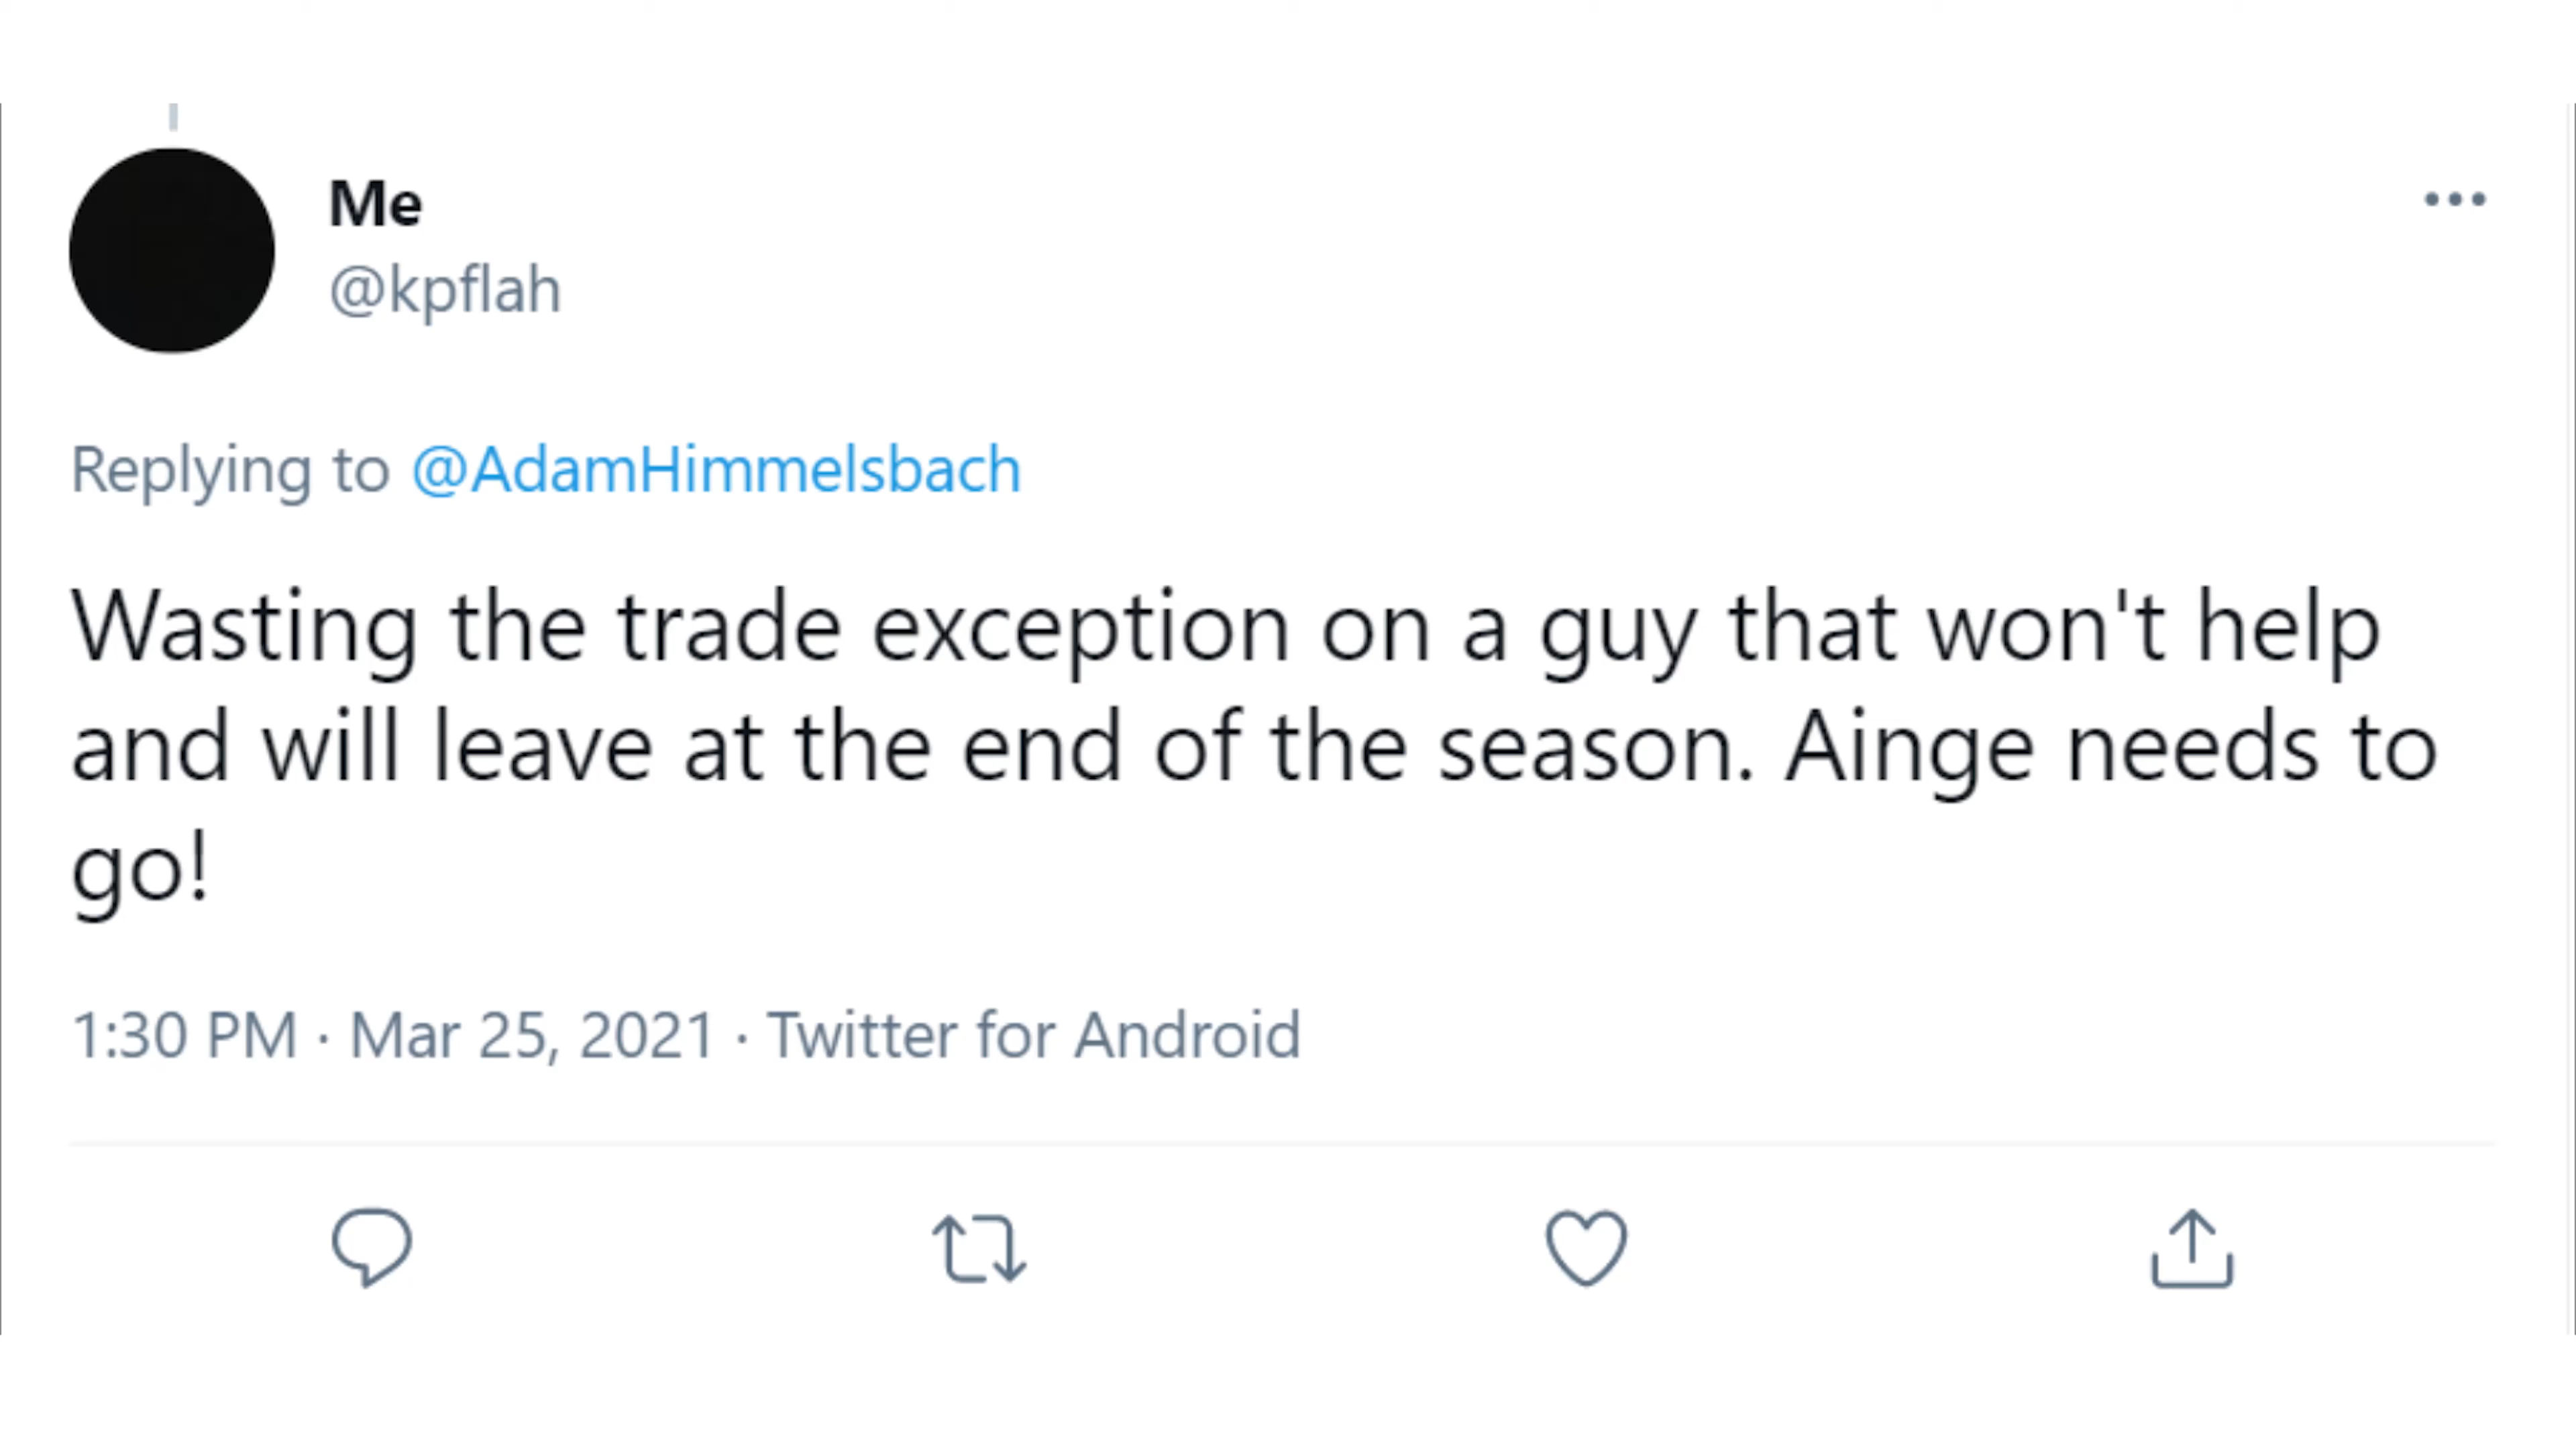 Me
@kpflah
Replying to @AdamHimmelsbach
Wasting the trade exception on a guy that won't help
and will leave at the end of the season. Ainge needs to
go!
1:30 PM · Mar 25, 2021 · Twitter for Android